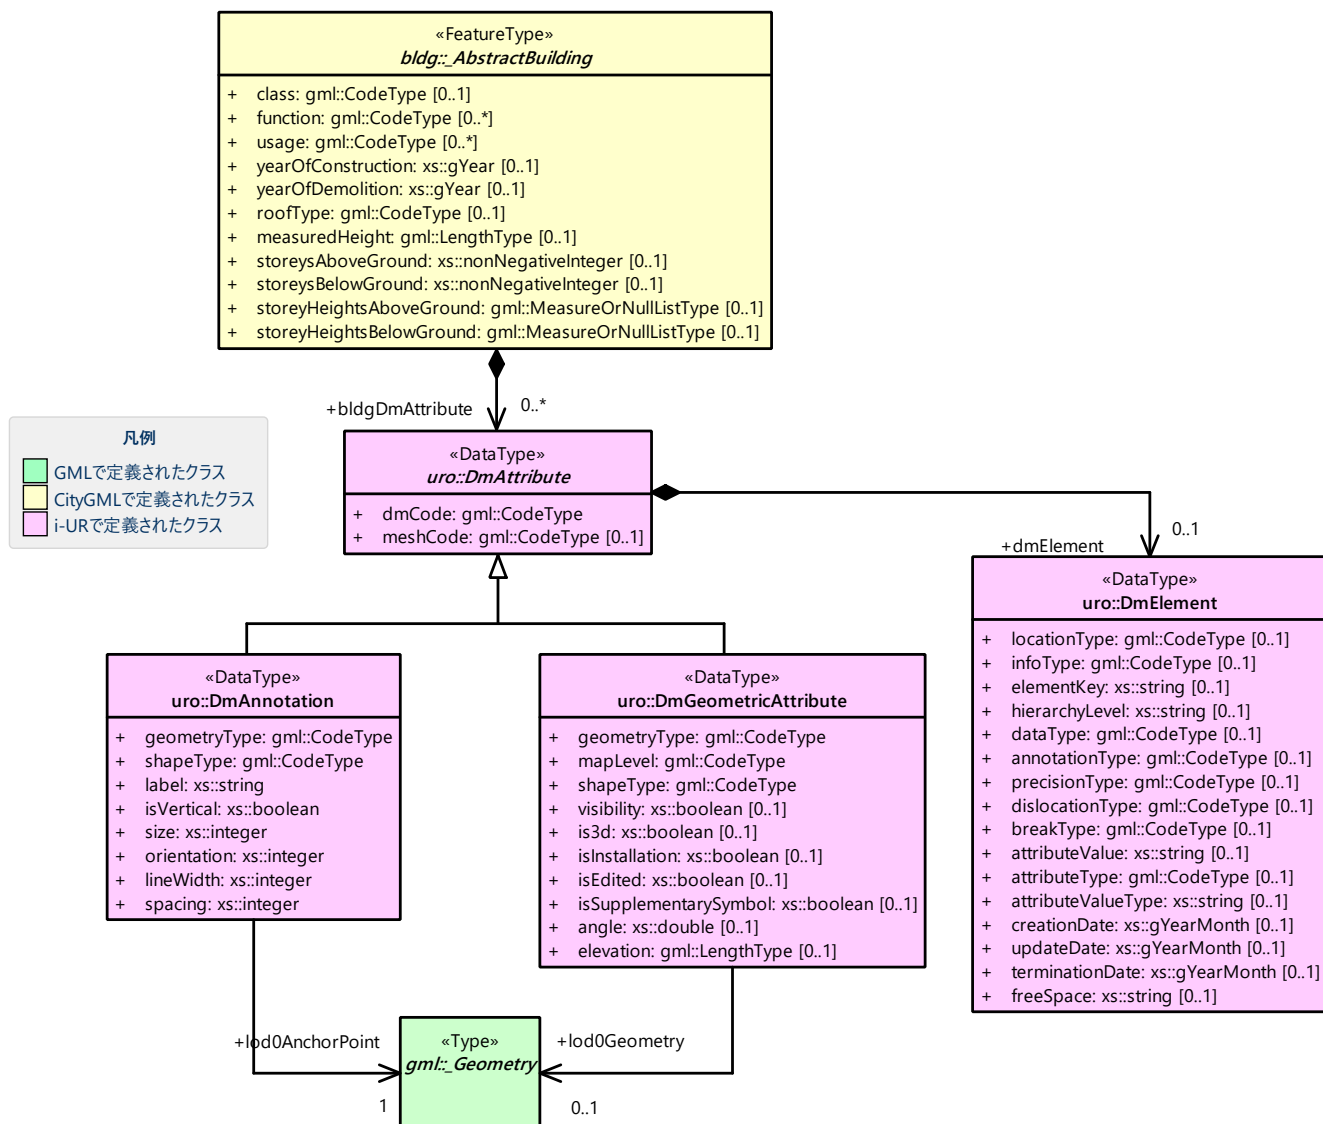 «FeatureType»
bldg::_AbstractBuilding
+ class: gml::CodeType [0..1]
+ function: gml::CodeType [0..*]
+ usage: gml::CodeType [0..*]
+ yearOfConstruction: xs::gYear [0..1]
+ yearOfDemolition: xs::gYear [0..1]
+ roofType: gml::CodeType [0..1]
+ measuredHeight: gml::LengthType [0..1]
+ storeysAboveGround: xs::nonNegativeInteger [0..1]
+ storeysBelowGround: xs::nonNegativeInteger [0..1]
+ storeyHeightsAboveGround: gml::MeasureOrNullListType [0..1]
+ storeyHeightsBelowGround: gml::MeasureOrNullListType [0..1]
+bldgDmAttribute
0..*
凡例
GMLで定義されたクラス
CityGMLで定義されたクラス
i-URで定義されたクラス
«DataType»
uro::DmAttribute
+ dmCode: gml::CodeType
+ meshCode: gml::CodeType [0..1]
+dmElement
0..1
«DataType»
uro::DmElement
+ locationType: gml::CodeType [0..1]
+ infoType: gml::CodeType [0..1]
+ elementKey: xs::string [0..1]
+ hierarchyLevel: xs::string [0..1]
+ dataType: gml::CodeType [0..1]
+ annotationType: gml::CodeType [0..1]
+ precisionType: gml::CodeType [0..1]
+ dislocationType: gml::CodeType [0..1]
+ breakType: gml::CodeType [0..1]
+ attributeValue: xs::string [0..1]
+ attributeType: gml::CodeType [0..1]
+ attributeValueType: xs::string [0..1]
+ creationDate: xs::gYearMonth [0..1]
+ updateDate: xs::gYearMonth [0..1]
+ terminationDate: xs::gYearMonth [0..1]
+ freeSpace: xs::string [0..1]
«DataType»
uro::DmAnnotation
+ geometryType: gml::CodeType
+ shapeType: gml::CodeType
+ label: xs::string
+ isVertical: xs::boolean
+ size: xs::integer
+ orientation: xs::integer
+ lineWidth: xs::integer
+ spacing: xs::integer
«DataType»
uro::DmGeometricAttribute
+ geometryType: gml::CodeType
+ mapLevel: gml::CodeType
+ shapeType: gml::CodeType
+ visibility: xs::boolean [0..1]
+ is3d: xs::boolean [0..1]
+ isInstallation: xs::boolean [0..1]
+ isEdited: xs::boolean [0..1]
+ isSupplementarySymbol: xs::boolean [0..1]
+ angle: xs::double [0..1]
+ elevation: gml::LengthType [0..1]
+lod0AnchorPoint
1
«Type»
gml::_Geometry
+lod0Geometry
0..1